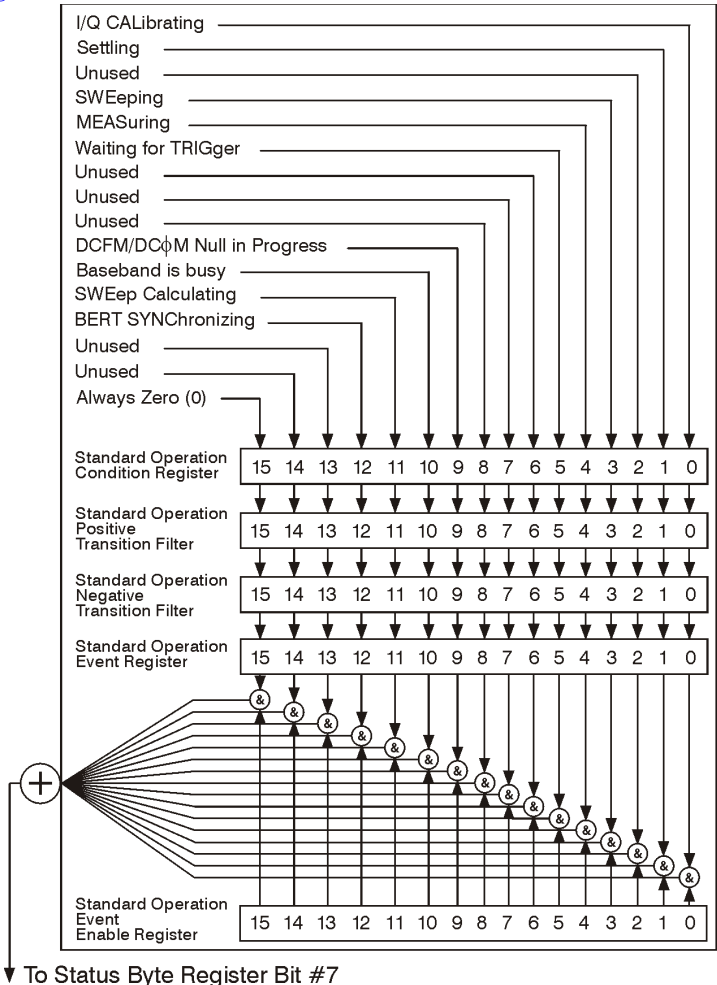 I/Q CALibrating
Settling
Unused
SWEeping
MEASuring
Waiting for TRIGger
Unused
Unused
Unused
DCFM/DCϕM Null in Progress
Baseband is busy
SWEep Calculating
BERT SYNChronizing
Unused
Unused
Always Zero (0)
Standard Operation
Condition Register
15 14 13 12 11 10 9 8 7 6 5 4 3 2 1 0
Standard Operation
Positive
Transition Filter
15 14 13 12 11 10 9 8 7 6 5 4 3 2 1 0
Standard Operation
Negative
Transition Filter
15 14 13 12 11 10 9 8 7 6 5 4 3 2 1 0
Standard Operation
Event Register
15 14 13 12 11 10 9 8 7 6 5 4 3 2 1 0
& & & & & & & & & & & & & & & &
+
Standard Operation
Event
Enable Register
15 14 13 12 11 10 9 8 7 6 5 4 3 2 1 0
To Status Byte Register Bit #7